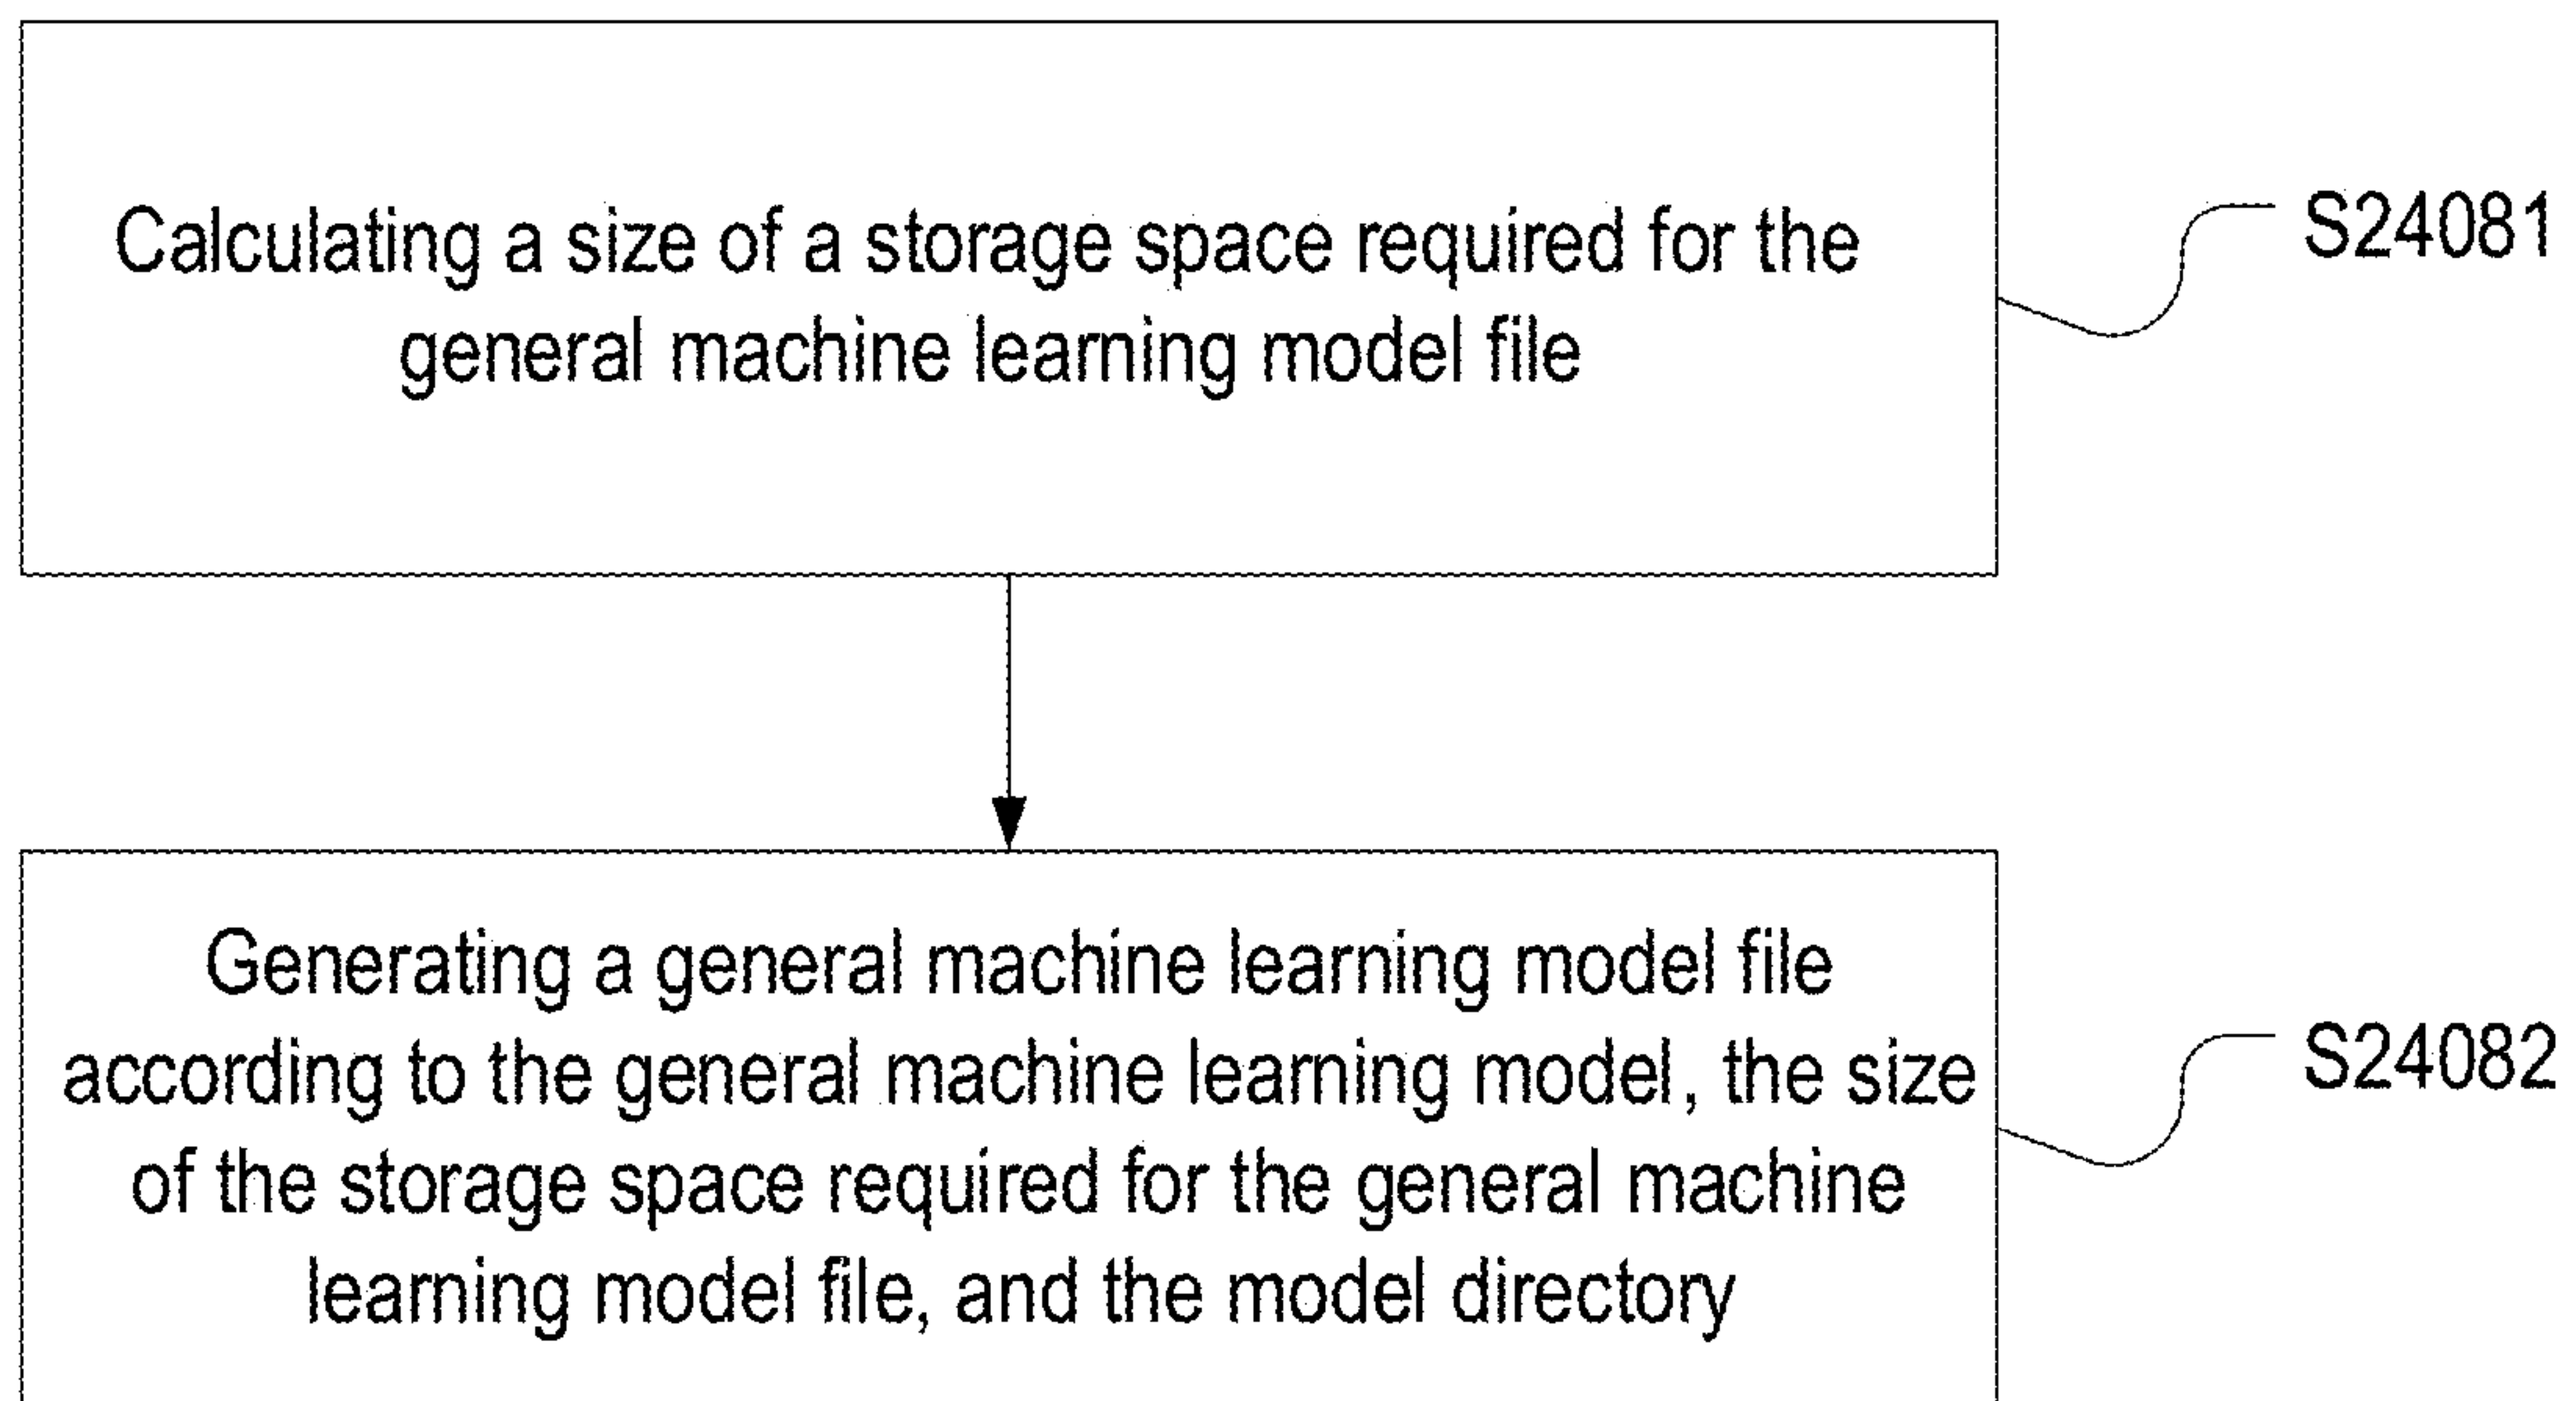 Calculating a size of a storage space required for the
general machine learning model file
S24081
Generating a general machine learning model file
according to the general machine learning model, the size
of the storage space required for the general machine
learning model file, and the model directory
S24082